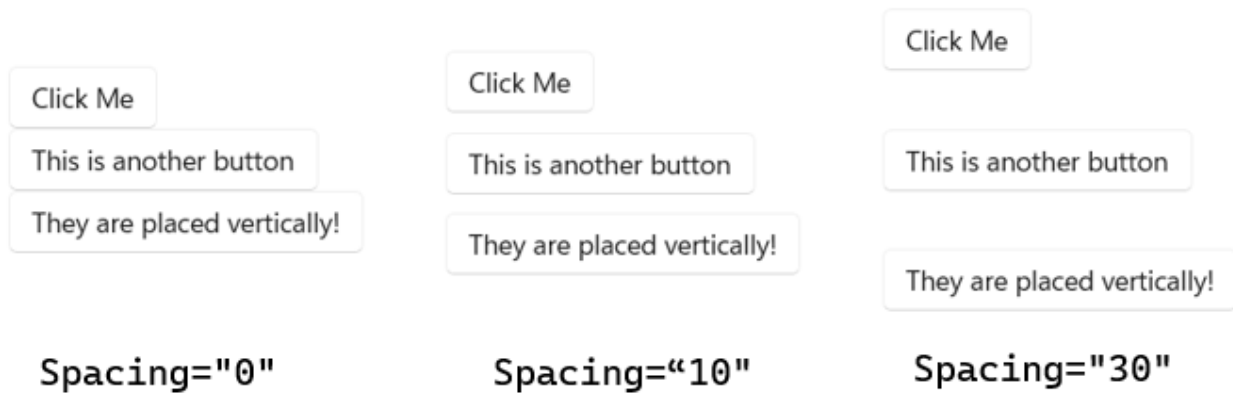 Click Me
This is another button
They are placed vertically!
Spacing="0"
Click Me
This is another button
They are placed vertically!
Spacing=“10"
Click Me
This is another button
They are placed vertically!
Spacing="30"